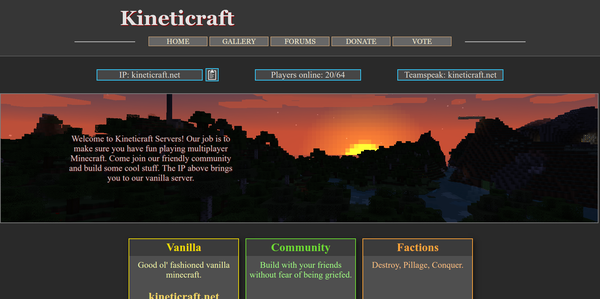 Kineticraft
HOME GALLERY FORUMS DONATE VOTE
IP: kineticraft.net
Players online: 20/64
Teamspeak: kineticraft.net
Welcome to Kineticraft Servers! Our job is to
make sure you have fun playing multiplayer
Minecraft. Come join our friendly community
and build some cool stuff. The IP above brings
you to our vanilla server.
Vanilla
Good ol' fashioned vanilla
minecraft.
kineticraft.net
Community
Build with your friends
without fear of being griefed.
Factions
Destroy, Pillage, Conquer.